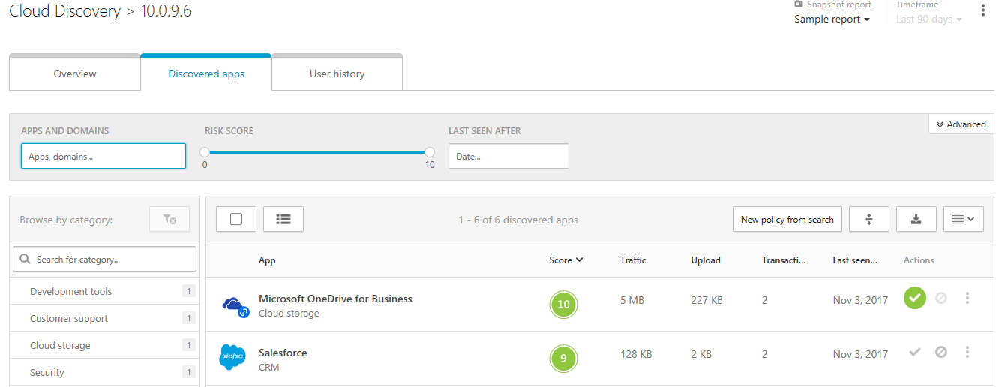 Cloud Discovery > 10.0.9.6
Snapshot report
Sample report
Timeframe
Last 90 days
Overview
Discovered apps
User history
Advanced
APPS AND DOMAINS
RISK SCORE
LAST SEEN AFTER
Apps, domains...
0
10
Date...
Browse by category:
Search for category...
Development tools 1
Customer support 1
Cloud storage 1
Security 1
1 - 6 of 6 discovered apps
New policy from search
App Score Traffic Upload Transacti... Last seen... Actions
Microsoft OneDrive for Business
Cloud storage
10 5 MB 227 KB 2 Nov 3, 2017
salesforce
Salesforce
CRM
9 128 KB 2 KB 2 Nov 3, 2017